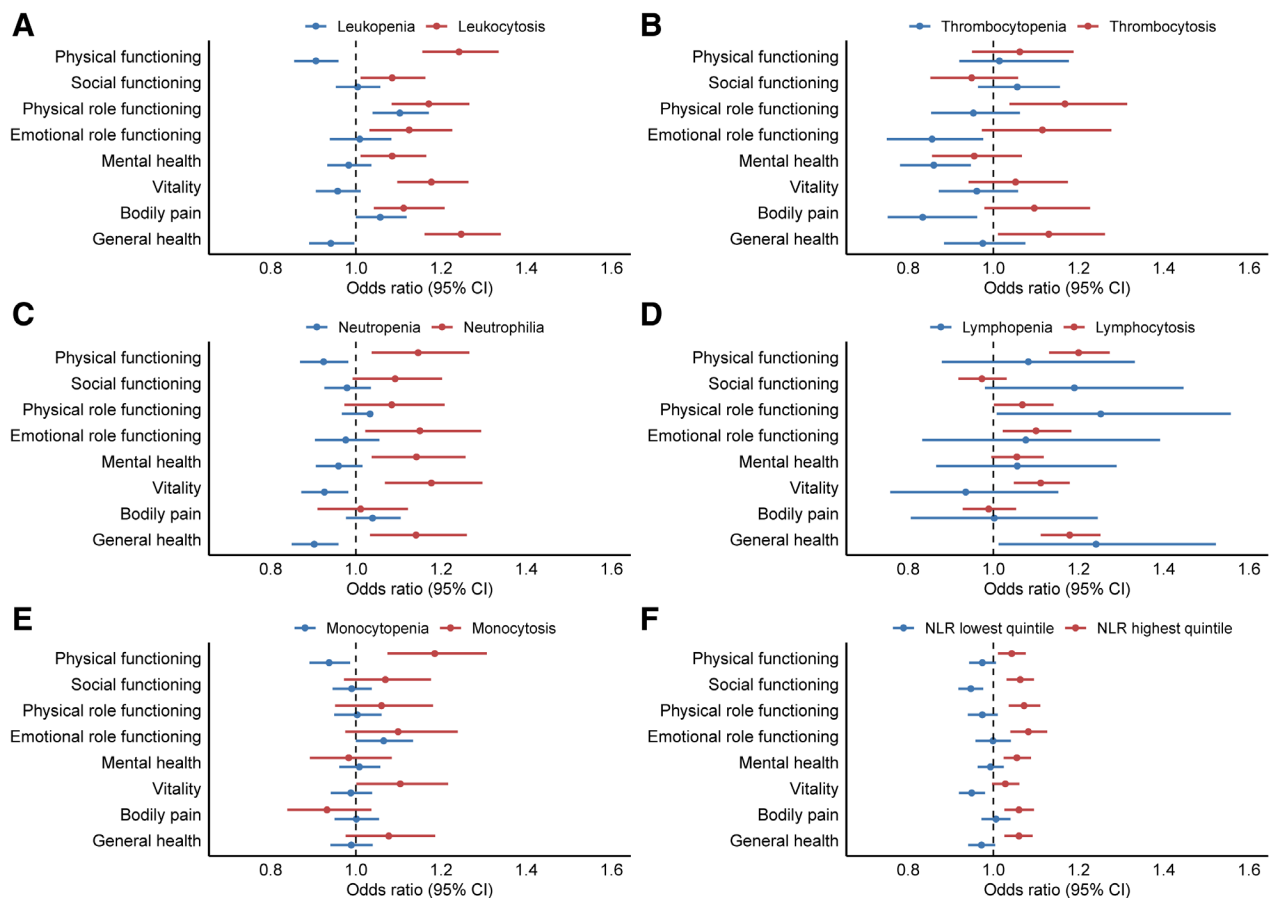 A
Leukopenia Leukocytosis
Physical functioning
Social functioning
Physical role functioning
Emotional role functioning
Mental health
Vitality
Bodily pain
General health
0.8 1.0 1.2 1.4 1.6
Odds ratio (95% CI)
B
Thrombocytopenia Thrombocytosis
Physical functioning
Social functioning
Physical role functioning
Emotional role functioning
Mental health
Vitality
Bodily pain
General health
0.8 1.0 1.2 1.4 1.6
Odds ratio (95% CI)
C
Neutropenia Neutrophilia
Physical functioning
Social functioning
Physical role functioning
Emotional role functioning
Mental health
Vitality
Bodily pain
General health
0.8 1.0 1.2 1.4 1.6
Odds ratio (95% CI)
D
Lymphopenia Lymphocytosis
Physical functioning
Social functioning
Physical role functioning
Emotional role functioning
Mental health
Vitality
Bodily pain
General health
0.8 1.0 1.2 1.4 1.6
Odds ratio (95% CI)
E
Monocytopenia Monocytosis
Physical functioning
Social functioning
Physical role functioning
Emotional role functioning
Mental health
Vitality
Bodily pain
General health
0.8 1.0 1.2 1.4 1.6
Odds ratio (95% CI)
F
NLR lowest quintile NLR highest quintile
Physical functioning
Social functioning
Physical role functioning
Emotional role functioning
Mental health
Vitality
Bodily pain
General health
0.8 1.0 1.2 1.4 1.6
Odds ratio (95% CI)